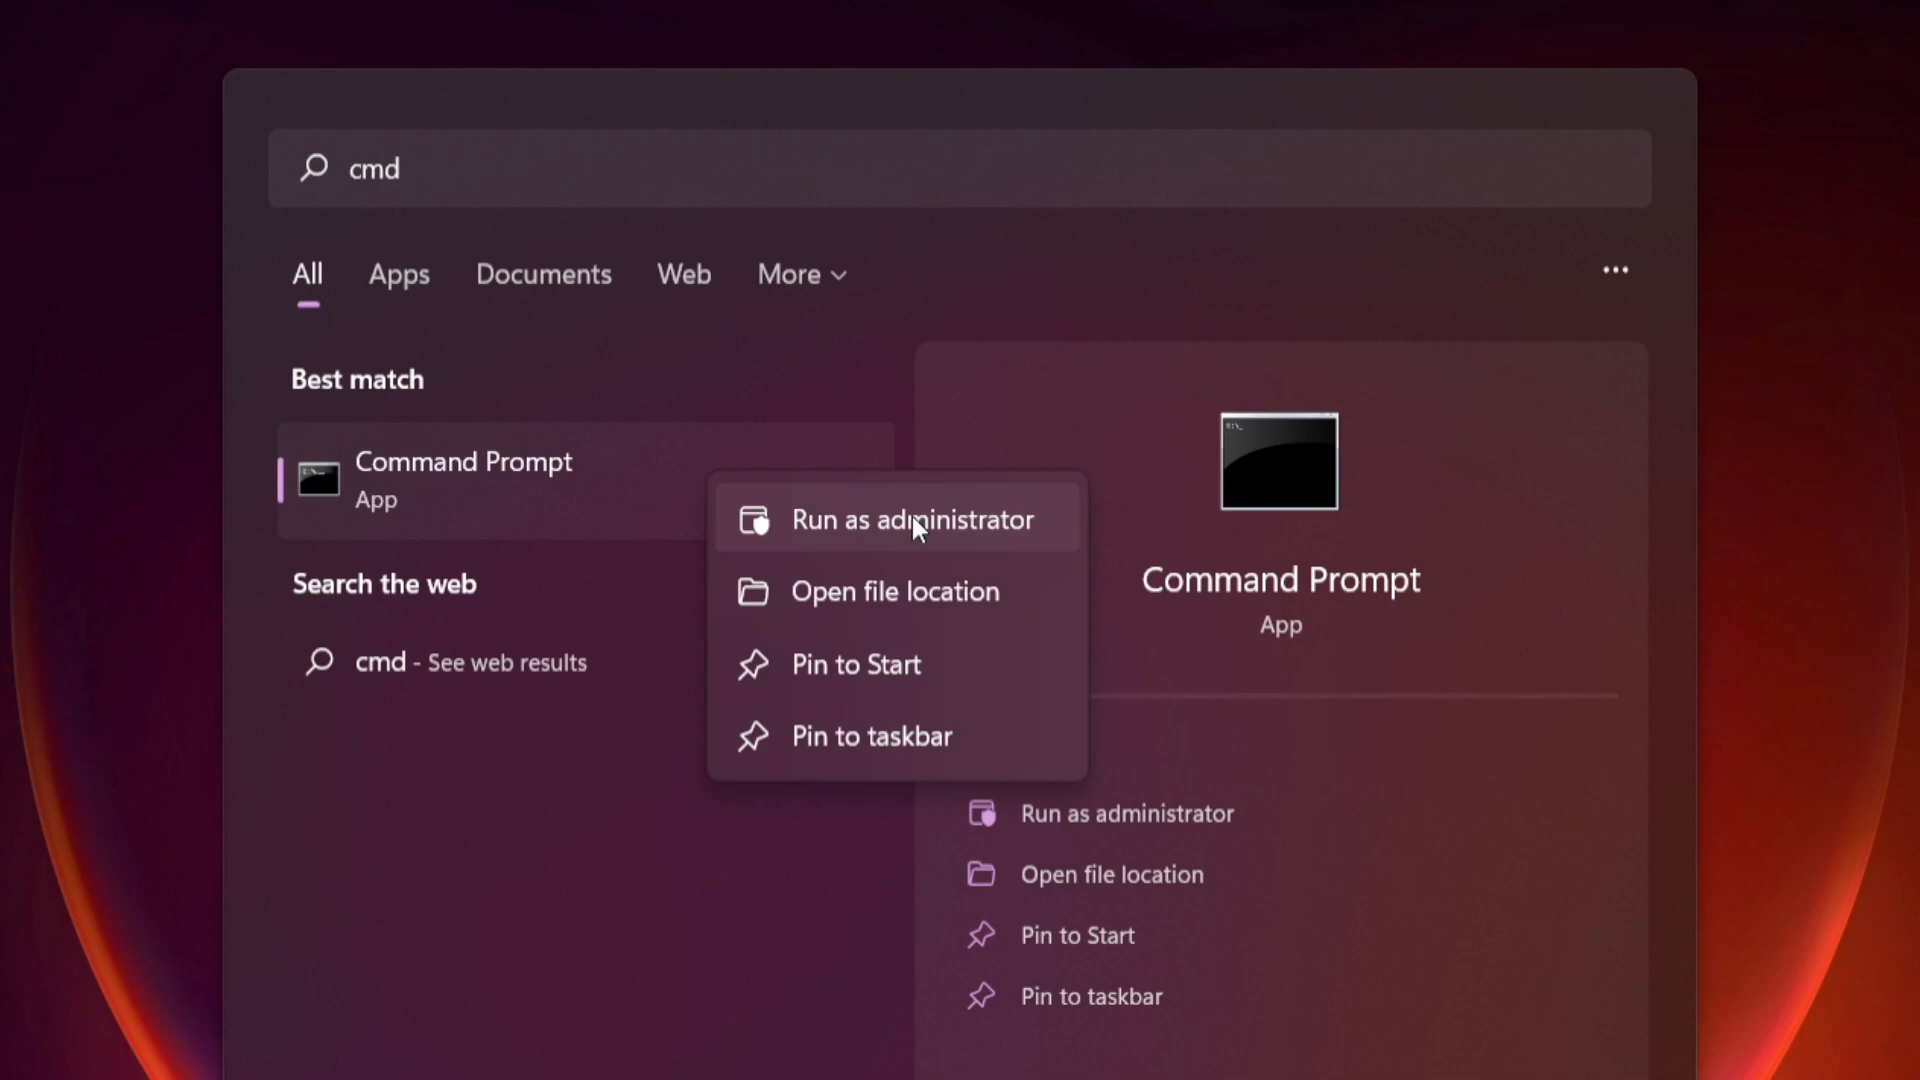 cmd
All Apps Documents Web More
Best match
Command Prompt
App
Search the web
cmd - See web results
Run as administrator
Open file location
Pin to Start
Pin to taskbar
Command Prompt
App
Run as administrator
Open file location
Pin to Start
Pin to taskbar